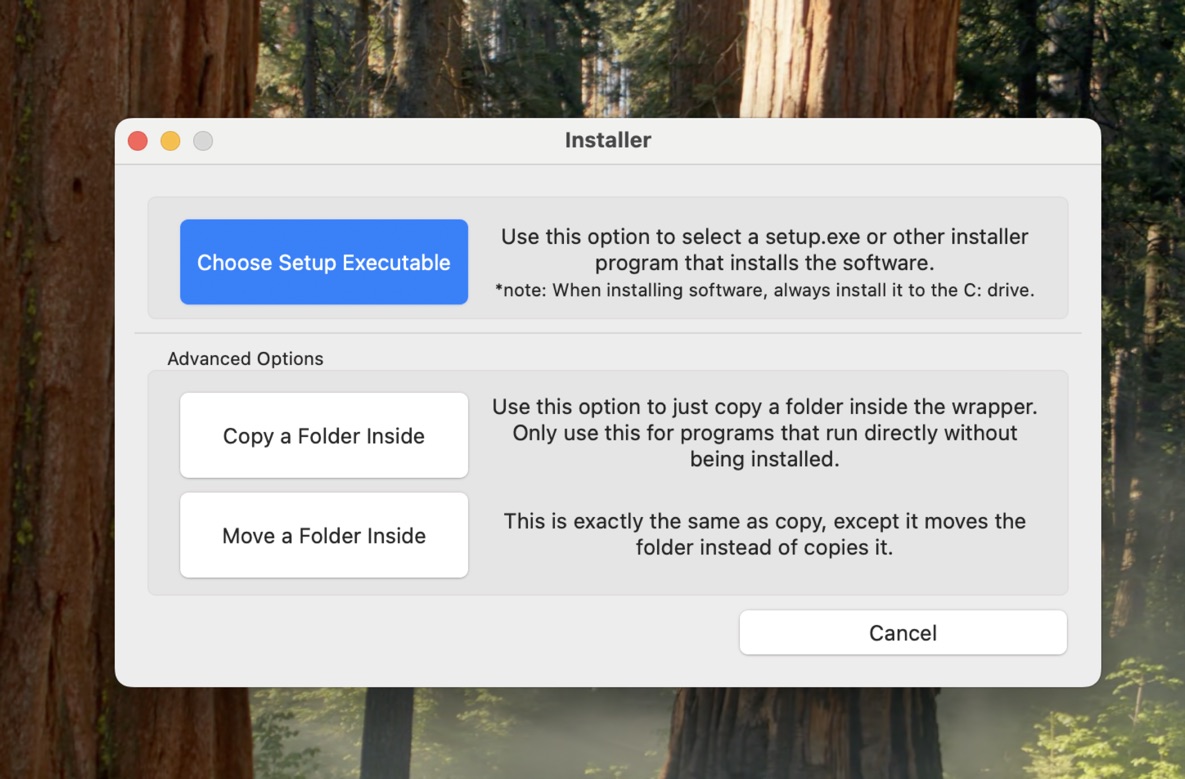 Installer
Choose Setup Executable
Use this option to select a setup.exe or other installer
program that installs the software.
*note: When installing software, always install it to the C: drive.
Advanced Options
Copy a Folder Inside
Use this option to just copy a folder inside the wrapper.
Only use this for programs that run directly without
being installed.
Move a Folder Inside
This is exactly the same as copy, except it moves the
folder instead of copies it.
Cancel